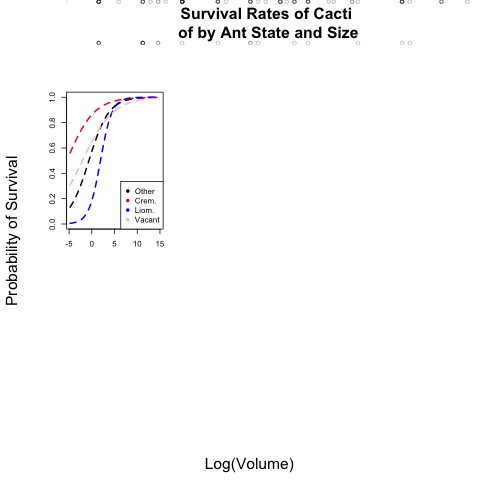 Survival Rates of Cacti
of by Ant State and Size
Probability of Survival
1.0
0.8
0.6
0.4
0.2
0.0
Other
Crem.
Liom.
Vacant
-5 0 5 10 15
Log(Volume)